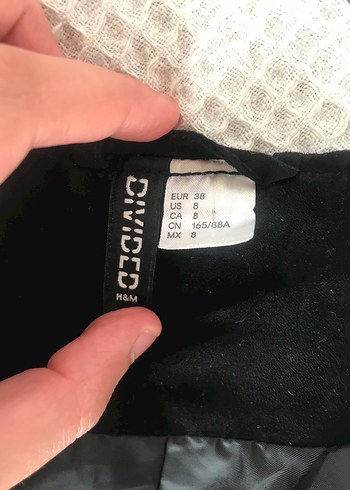 DIVIDED
H&M
EUR 38
US 8
CA 8
CN 165/88A
MX 8